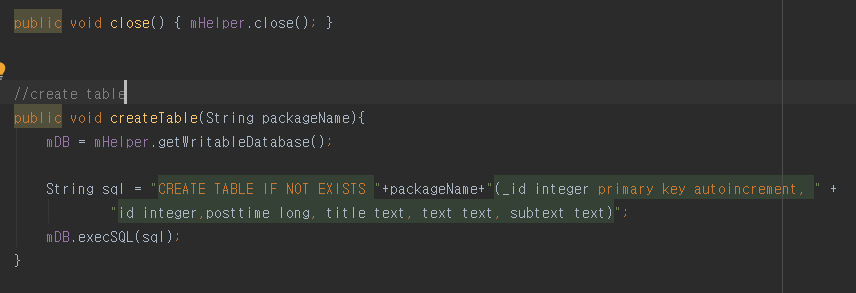 public void close() { mHelper.close(); }
//create table
public void createTable(String packageName){
mDB = mHelper.getWritableDatabase();
String sql = "CREATE TABLE IF NOT EXISTS "+packageName+"(_id integer primary key autoincrement, " +
"id integer,posttime long, title text, text text, subtext text)";
mDB.execSQL(sql);
}